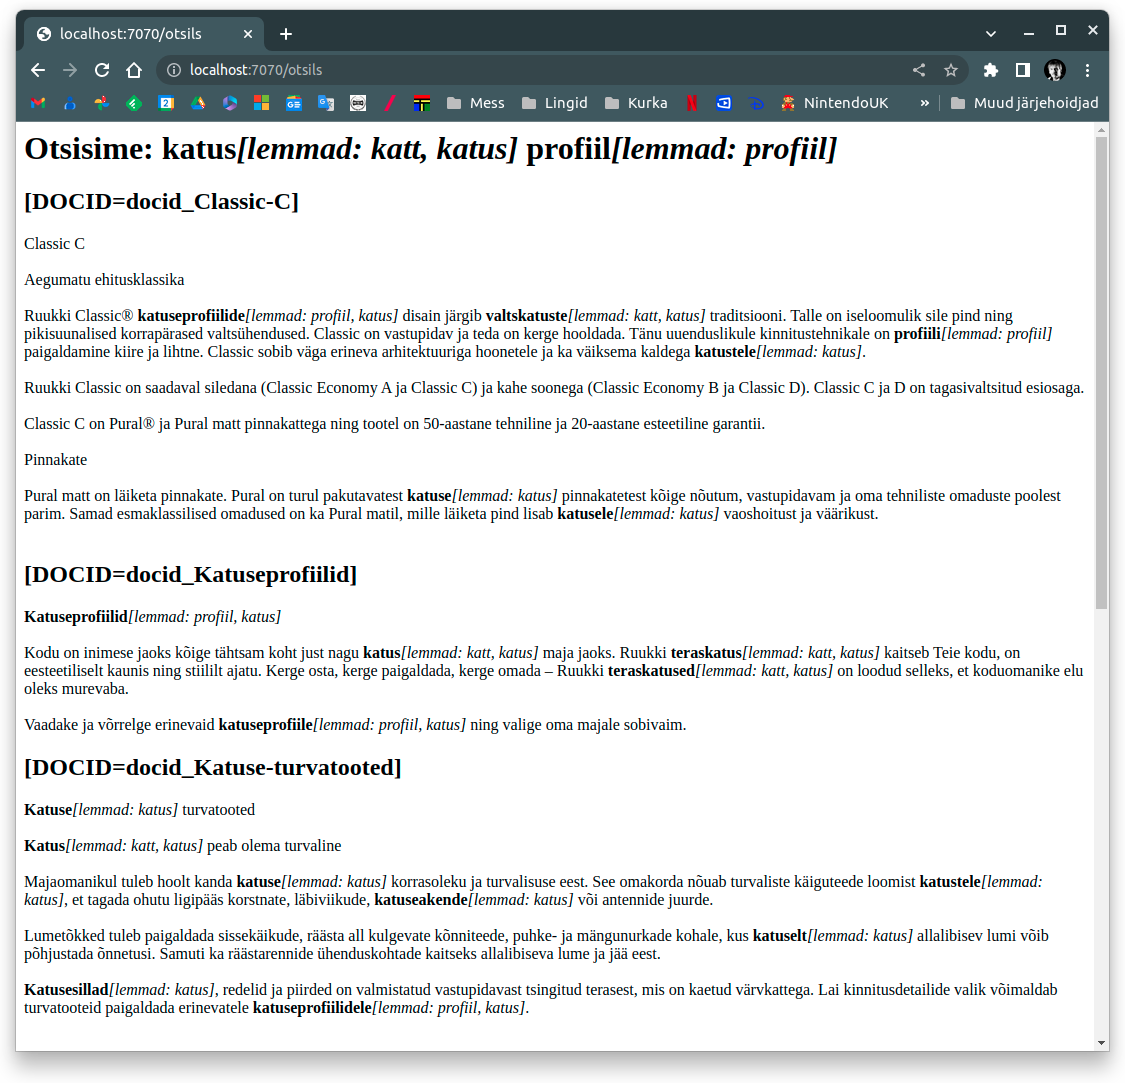 localhost:7070/otsils
localhost:7070/otsils
Mess Lingid Kurka NintendoUK » Muud järjehoidjad
Otsisime: katus[lemmad: katt, katus] profiil[lemmad: profiil]
[DOCID=docid_Classic-C]
Classic C
Aegumatu ehitusklassika
Ruukki Classic® katuseprofiilide[lemmad: profiil, katus] disain järgib valtskatuste[lemmad: katt, katus] traditsiooni. Talle on iseloomulik sile pind ning
pikisuunalised korrapärased valtsühendused. Classic on vastupidav ja teda on kerge hooldada. Tänu uuenduslikule kinnitustehnikale on profiili[lemmad: profiil]
paigaldamine kiire ja lihtne. Classic sobib väga erineva arhitektuuriga hoonetele ja ka väiksema kaldega katustele[lemmad: katus].
Ruukki Classic on saadaval siledana (Classic Economy A ja Classic C) ja kahe soonega (Classic Economy B ja Classic D). Classic C ja D on tagasivaltsitud esiosaga.
Classic C on Pural® ja Pural matt pinnakattega ning tootel on 50-aastane tehniline ja 20-aastane esteetiline garantii.
Pinnakate
Pural matt on läiketa pinnakate. Pural on turul pakutavatest katuse[lemmad: katus] pinnakatetest kõige nõutum, vastupidavam ja oma tehniliste omaduste poolest
parim. Samad esmaklassilised omadused on ka Pural matil, mille läiketa pind lisab katusele[lemmad: katus] vaoshoitust ja väärikust.
[DOCID=docid_Katuseprofiilid]
Katuseprofiilid[lemmad: profiil, katus]
Kodu on inimese jaoks kõige tähtsam koht just nagu katus[lemmad: katt, katus] maja jaoks. Ruukki teraskatus[lemmad: katt, katus] kaitseb Teie kodu, on
eesteetiliselt kaunis ning stiililt ajatu. Kerge osta, kerge paigaldada, kerge omada – Ruukki teraskatused[lemmad: katt, katus] on loodud selleks, et koduomanike elu
oleks murevaba.
Vaadake ja võrrelge erinevaid katuseprofiile[lemmad: profiil, katus] ning valige oma majale sobivaim.
[DOCID=docid_Katuse-turvatooted]
Katuse[lemmad: katus] turvatooted
Katus[lemmad: katt, katus] peab olema turvaline
Majaomanikul tuleb hoolt kanda katuse[lemmad: katus] korrasoleku ja turvalisuse eest. See omakorda nõuab turvaliste käiguteede loomist katustele[lemmad:
katus], et tagada ohutu ligipääs korstnate, läbiviikude, katuseakende[lemmad: katus] või antennide juurde.
Lumetõkked tuleb paigaldada sissekäikude, räästa all kulgevate kõnniteede, puhke- ja mängunurkade kohale, kus katuselt[lemmad: katus] allalibisev lumi võib
põhjustada õnnetusi. Samuti ka räästarennide ühenduskohtade kaitseks allalibiseva lume ja jää eest.
Katusesillad[lemmad: katus], redelid ja piirded on valmistatud vastupidavast tsingitud terasest, mis on kaetud värvkattega. Lai kinnitusdetailide valik võimaldab
turvatooteid paigaldada erinevatele katuseprofiilidele[lemmad: profiil, katus].